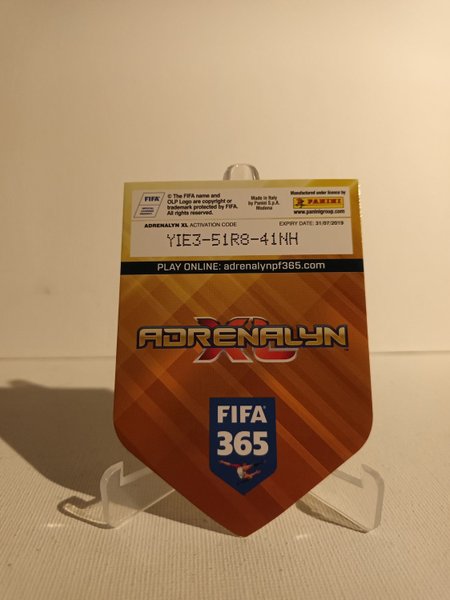 FIFA
© The FIFA name and
OLP Logo are copyright or
trademark protected by FIFA.
All rights reserved.
Made in Italy
by Panini S.p.A.
Modena
Manufactured under licence by
PANINI
www.paninigroup.com
ADRENALYN XL ACTIVATION CODE
EXPIRY DATE: 31/07/2019
YIE3-51R8-41NH
PLAY ONLINE: adrenalynpf365.com
ADRENALYN
XL
FIFA
365